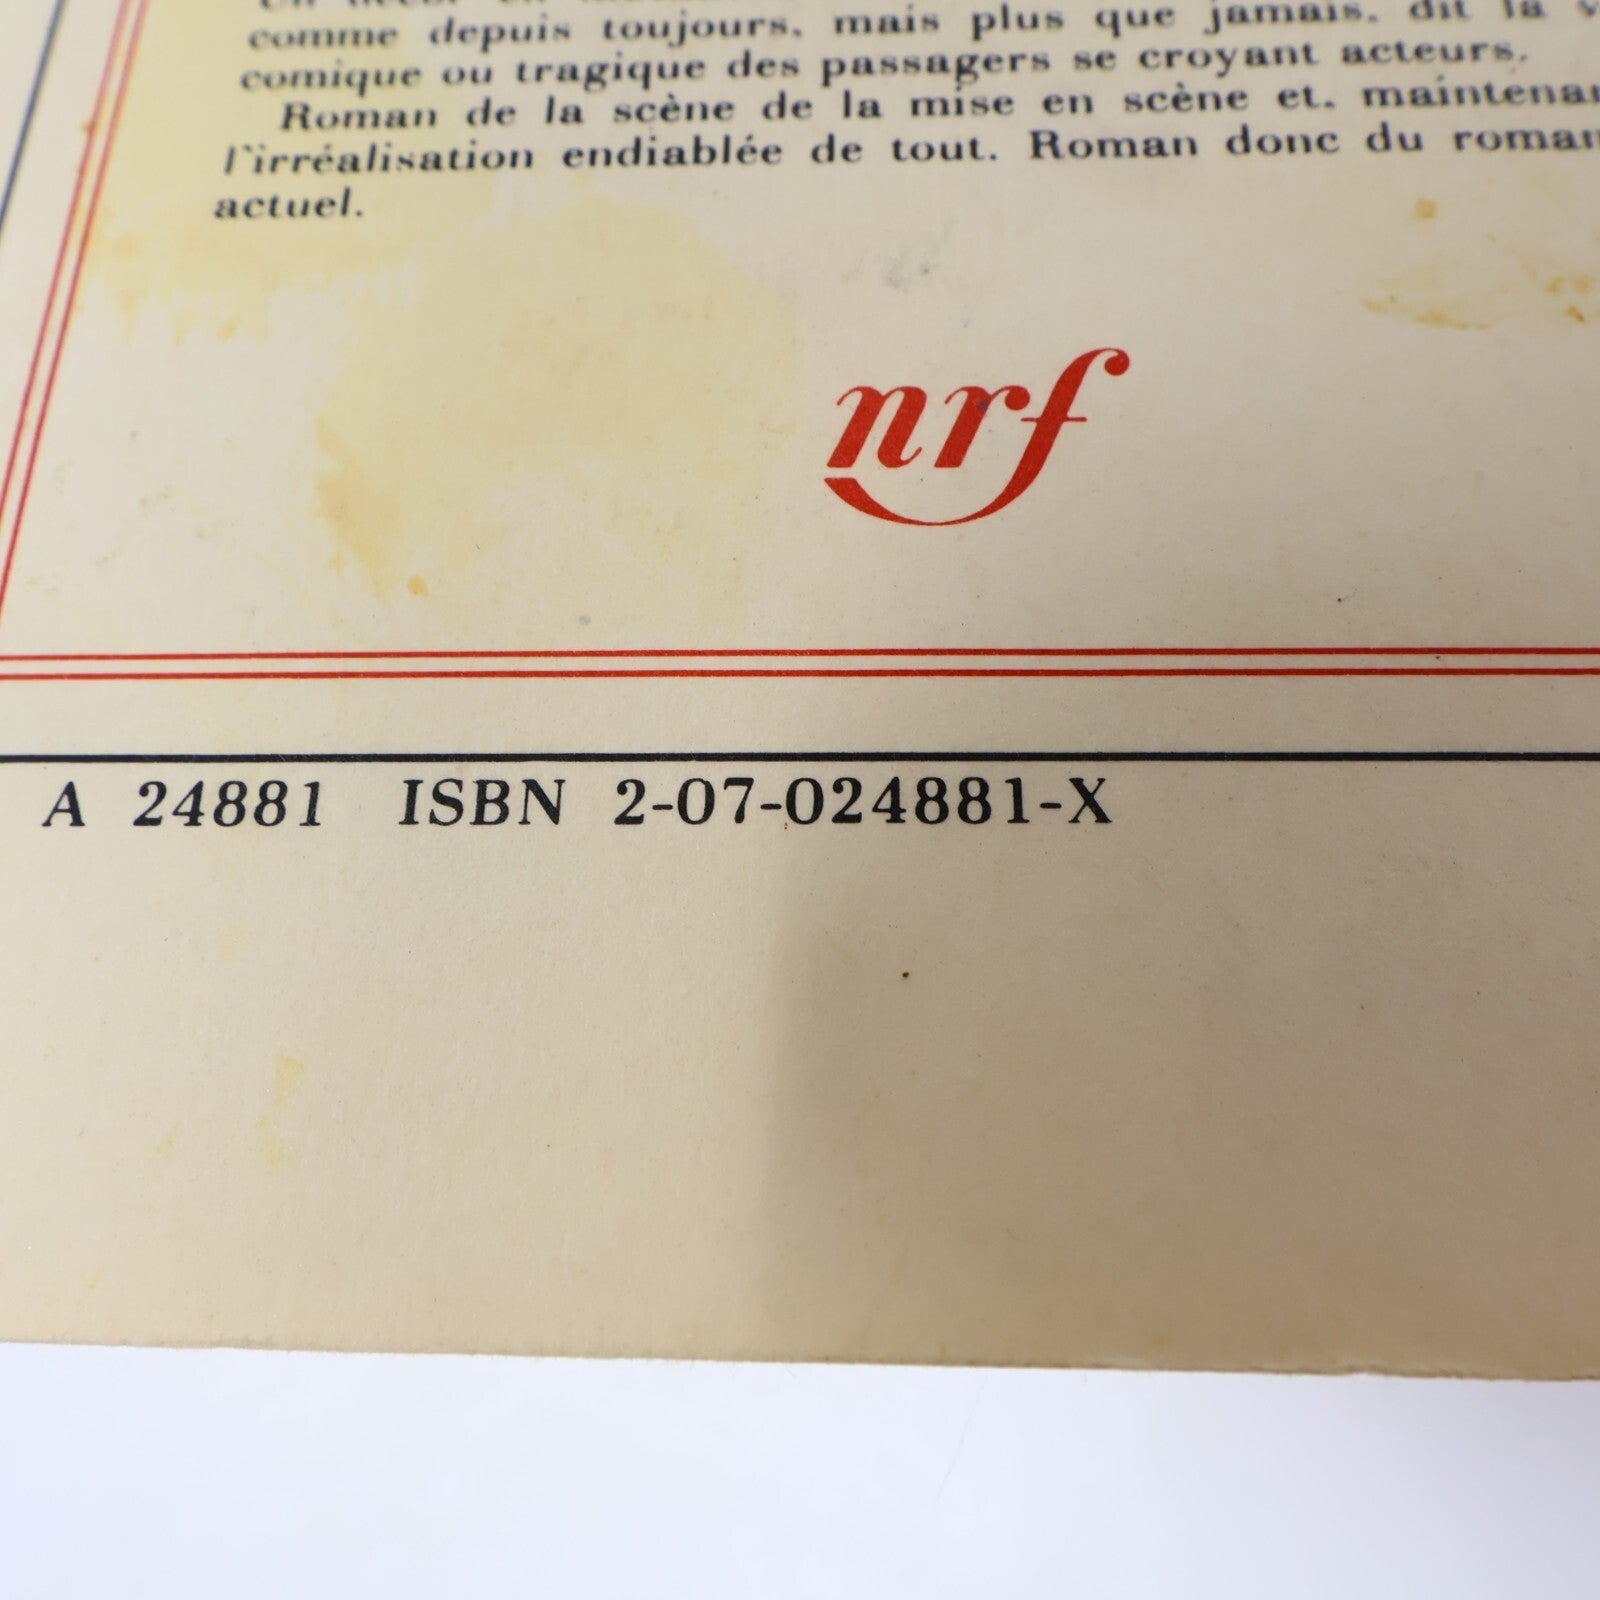 comme depuis toujours, mais plus que jamais, dit la
comique ou tragique des passagers se croyant acteurs.
Roman de la scène de la mise en scène et, maintenan
l'irréalisation endiablée de tout. Roman donc du roman
actuel.
nrf
A 24881 ISBN 2-07-024881-X